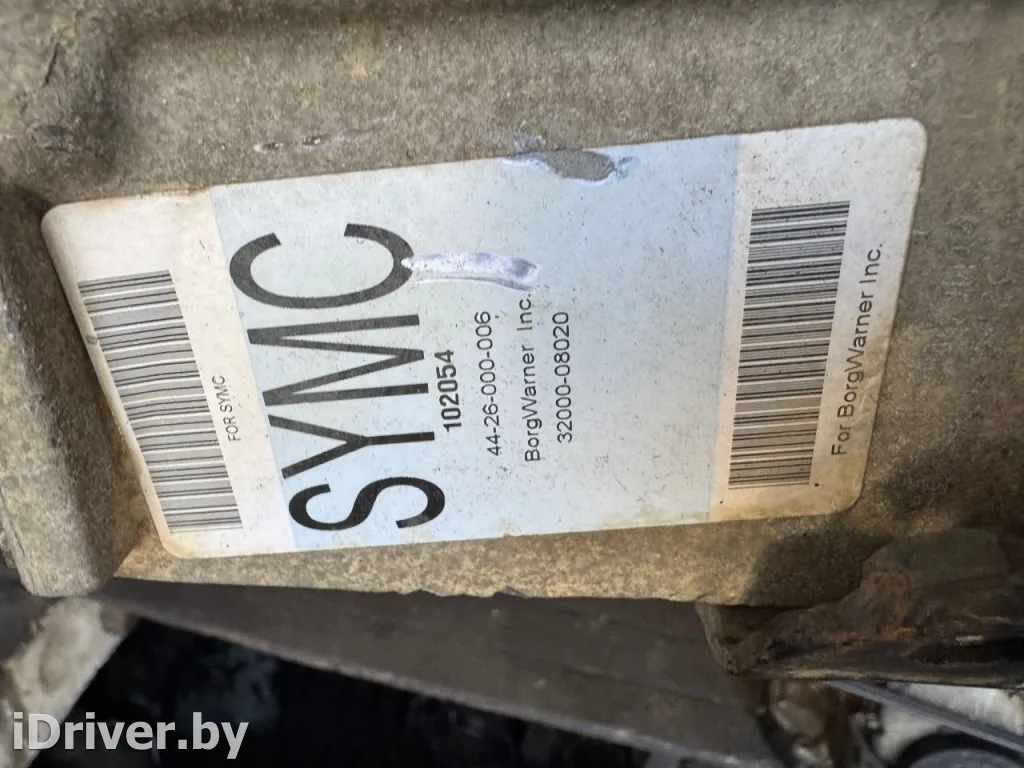 FOR SYMC
SYMC
102054
44-26-000-006
BorgWarner Inc.
32000-08020
For BorgWarner Inc.
iDriver.by